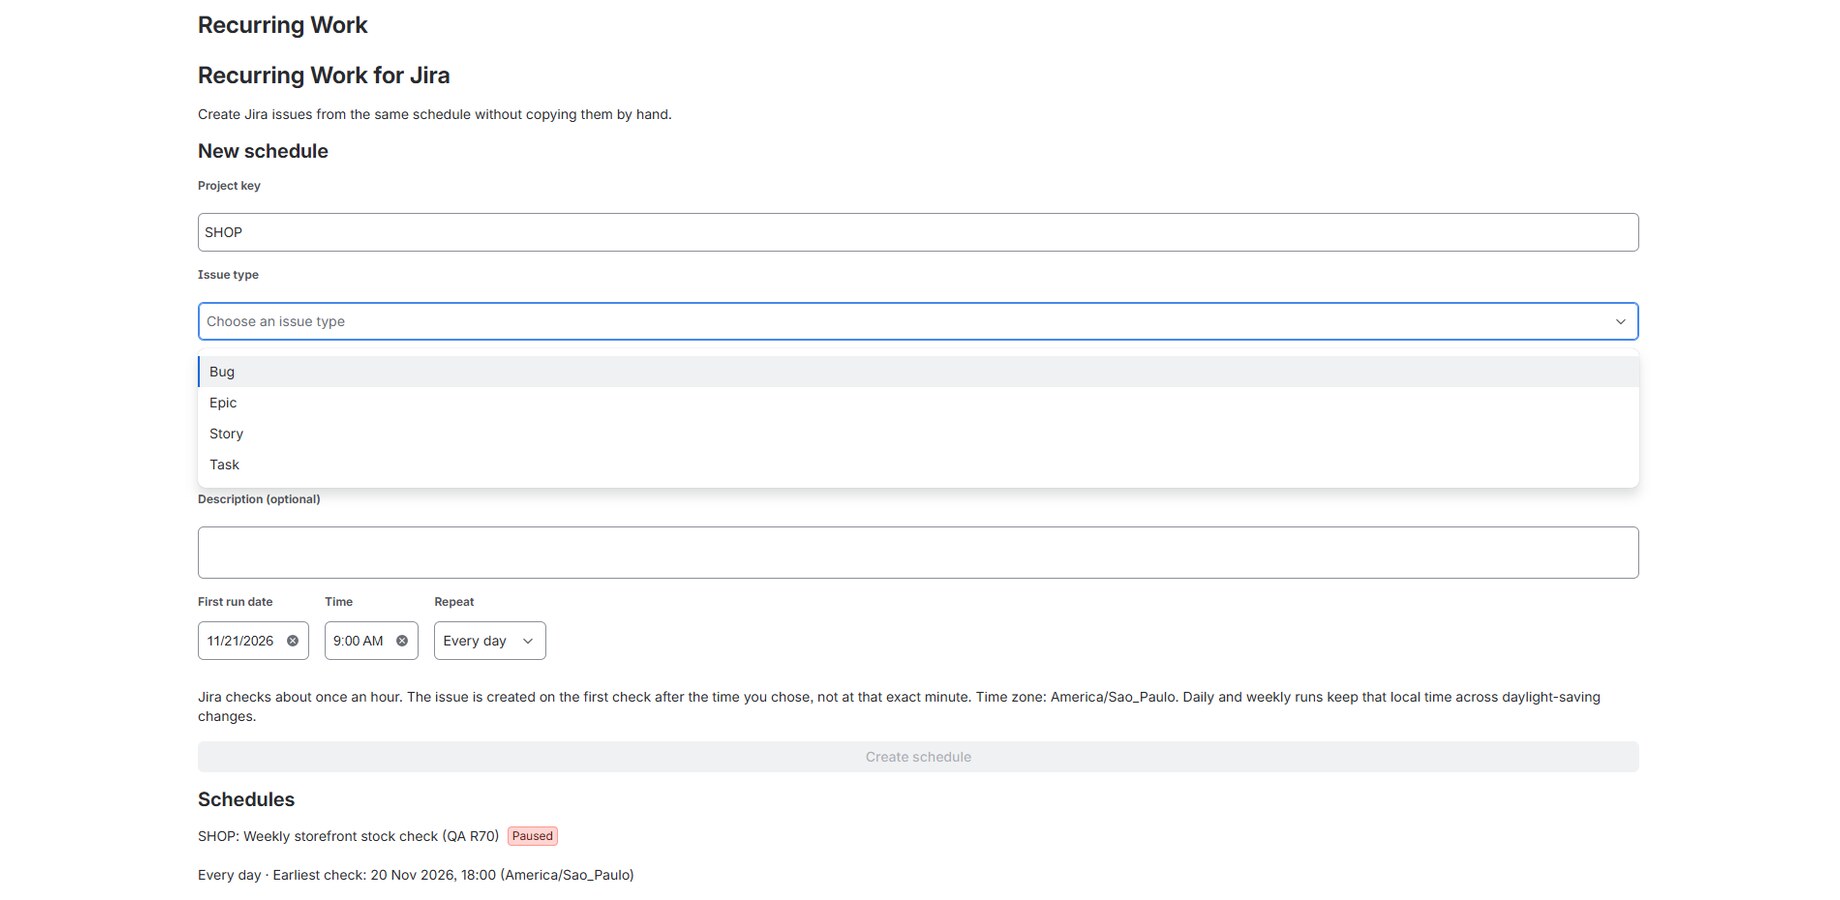 Recurring Work
Recurring Work for Jira
Create Jira issues from the same schedule without copying them by hand.
New schedule
Project key
SHOP
Issue type
Choose an issue type
Bug
Epic
Story
Task
Description (optional)
First run date Time Repeat
11/21/2026 9:00 AM Every day
Jira checks about once an hour. The issue is created on the first check after the time you chose, not at that exact minute. Time zone: America/Sao_Paulo. Daily and weekly runs keep that local time across daylight-saving
changes.
Create schedule
Schedules
SHOP: Weekly storefront stock check (QA R70) Paused
Every day · Earliest check: 20 Nov 2026, 18:00 (America/Sao_Paulo)